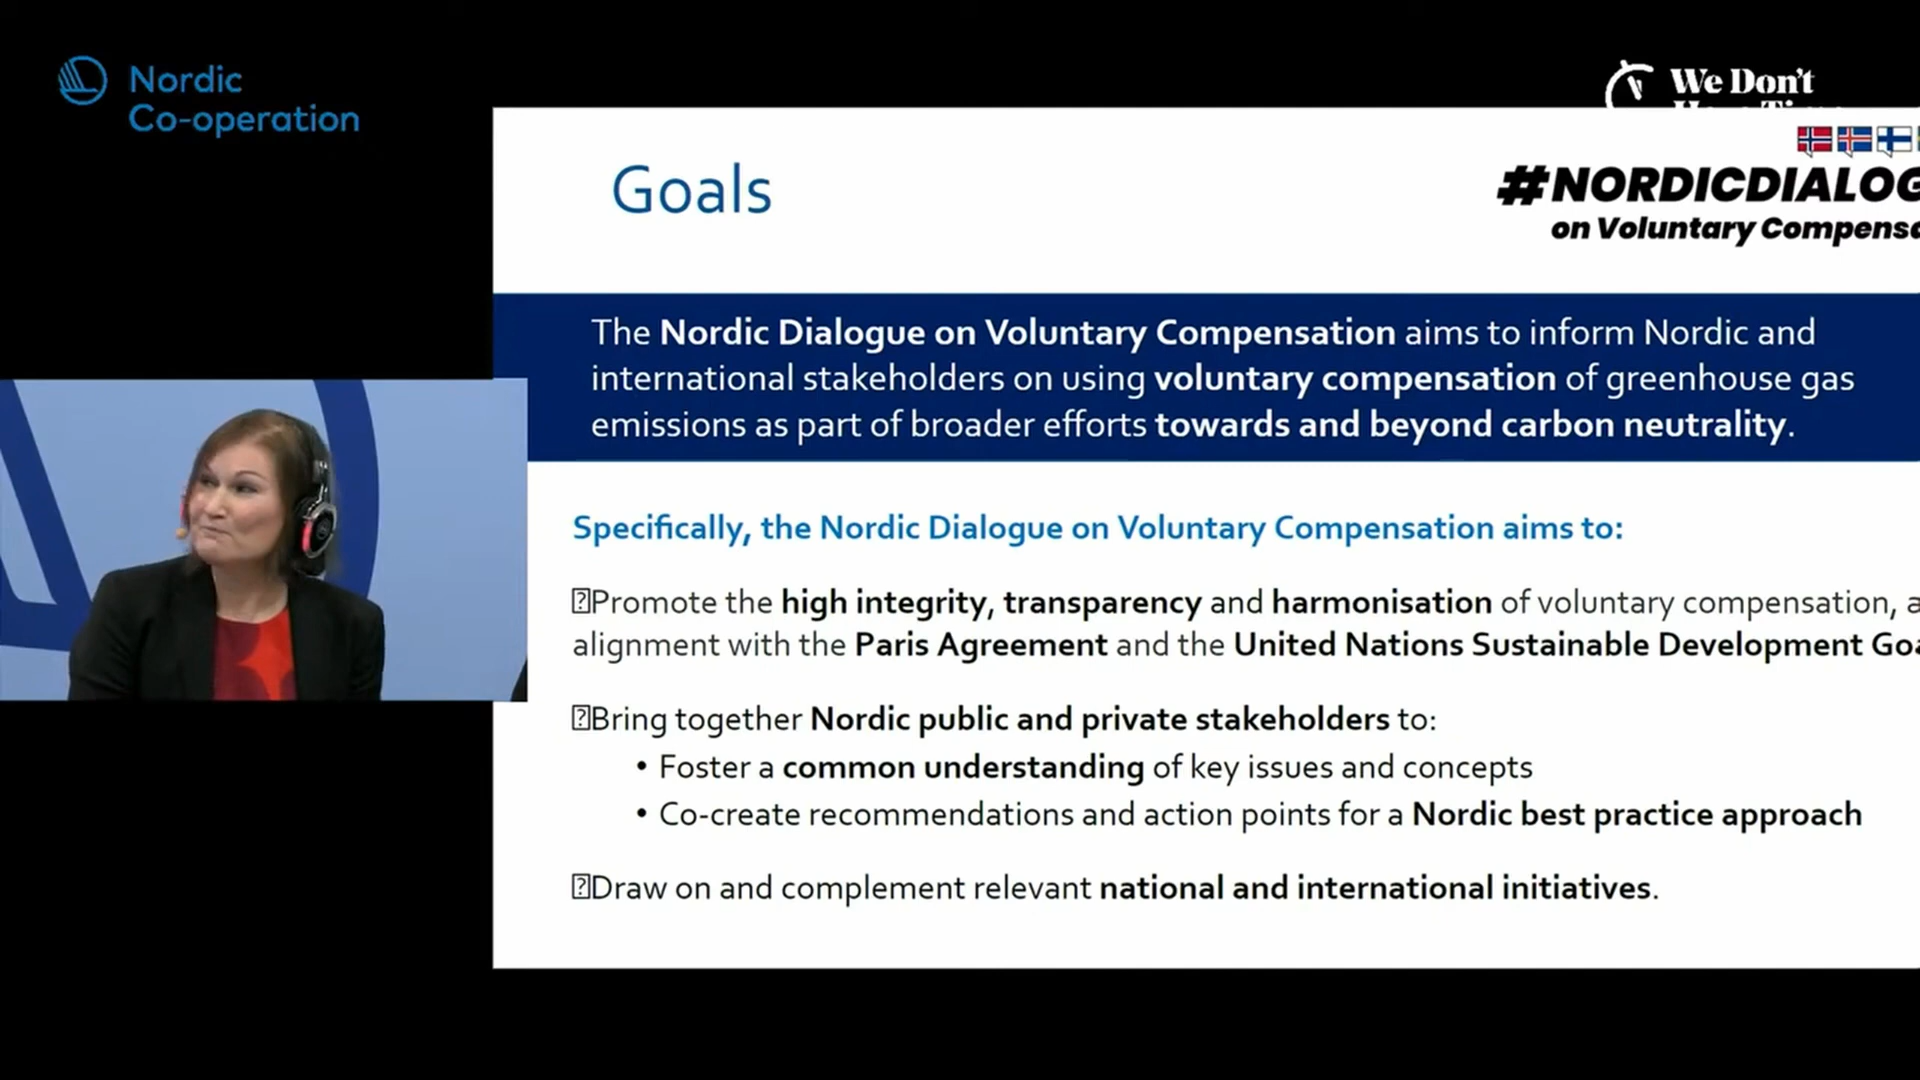 Nordic
Co-operation
We Don't
Goals
#NORDICDIALOG
on Voluntary Compensa
The Nordic Dialogue on Voluntary Compensation aims to inform Nordic and
international stakeholders on using voluntary compensation of greenhouse gas
emissions as part of broader efforts towards and beyond carbon neutrality.
Specifically, the Nordic Dialogue on Voluntary Compensation aims to:
Promote the high integrity, transparency and harmonisation of voluntary compensation, a
alignment with the Paris Agreement and the United Nations Sustainable Development Goa
Bring together Nordic public and private stakeholders to:
• Foster a common understanding of key issues and concepts
• Co-create recommendations and action points for a Nordic best practice approach
Draw on and complement relevant national and international initiatives.